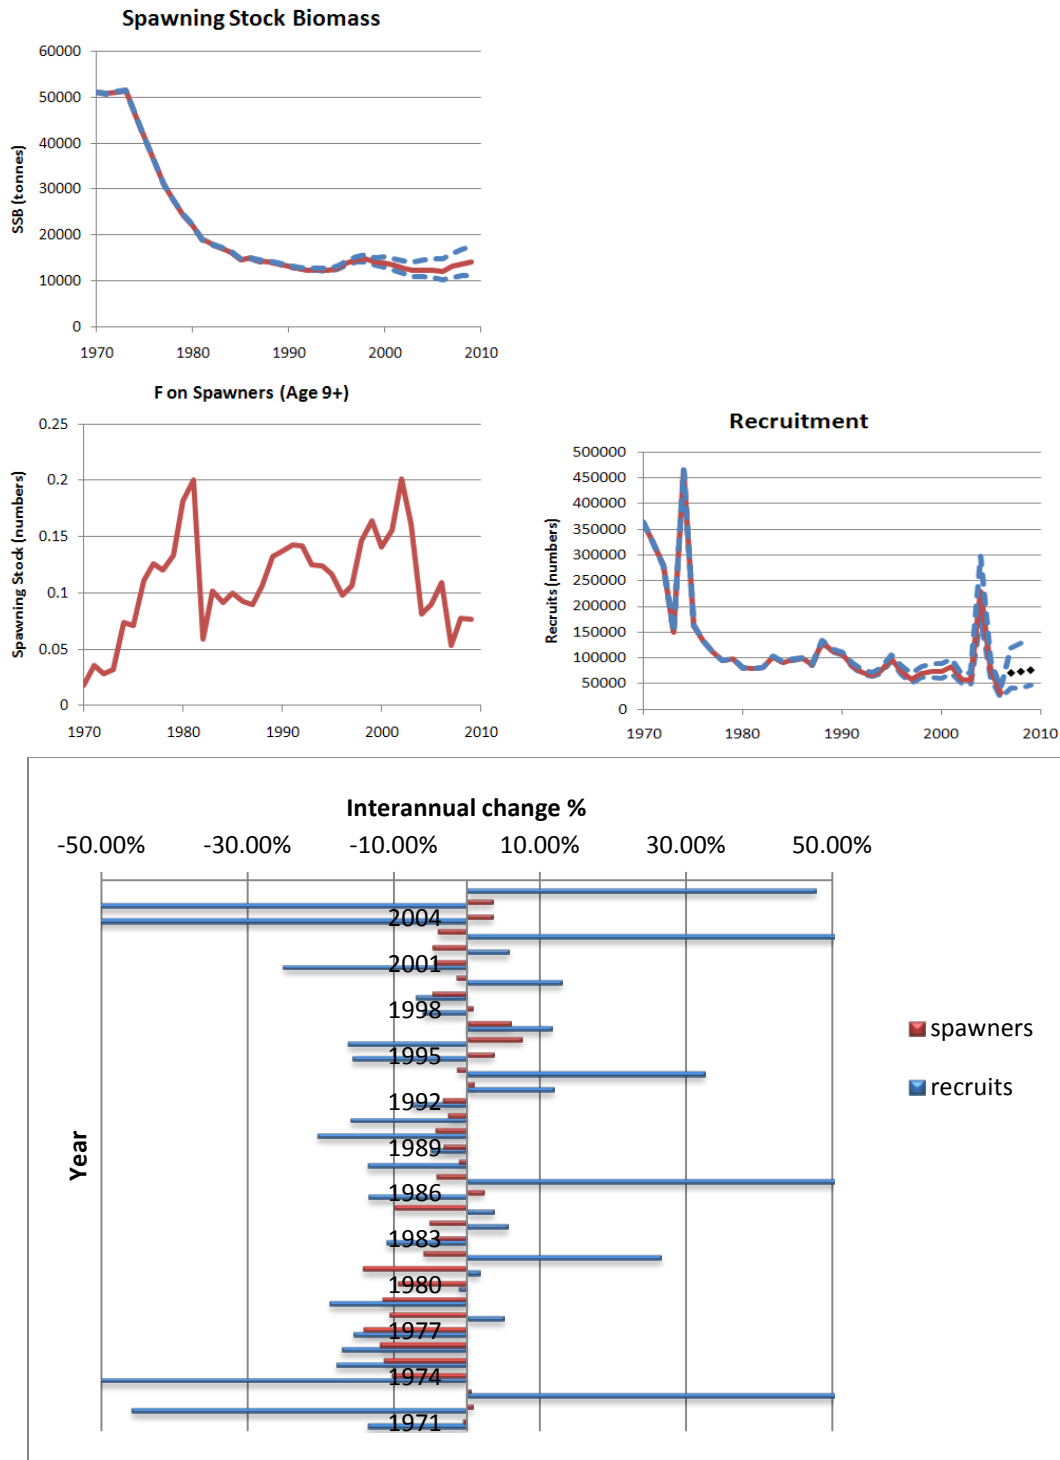 Spawning Stock Biomass
60000
50000
40000
30000
20000
10000
0
SSB (tonnes)
1970 1980 1990 2000 2010
F on Spawners (Age 9+)
0.25
0.2
0.15
0.1
0.05
0
Spawning Stock (numbers)
1970 1980 1990 2000 2010
Recruitment
500000
450000
400000
350000
300000
250000
200000
150000
100000
50000
0
Recruits (numbers)
1970 1980 1990 2000 2010
Interannual change %
-50.00% -30.00% -10.00% 10.00% 30.00% 50.00%
2004
2001
1998
1995
1992
1989
1986
1983
1980
1977
1974
1971
Year
spawners
recruits